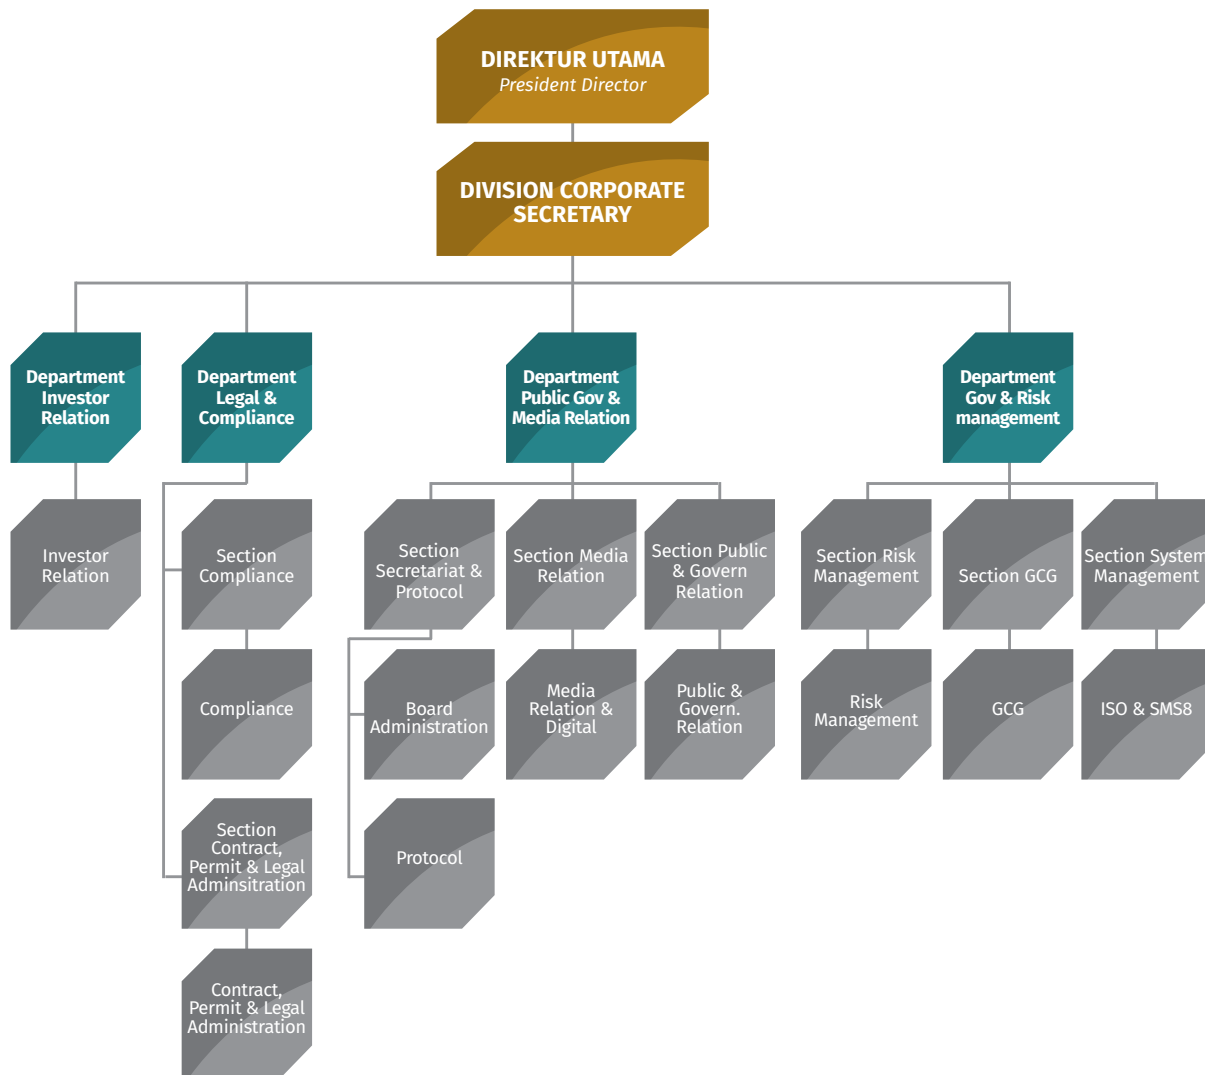 DIREKTUR UTAMA
President Director
DIVISION CORPORATE
SECRETARY
Department
Investor
Relation
Department
Legal &
Compliance
Department
Public Gov &
Media Relation
Department
Gov & Risk
management
Investor
Relation
Section
Compliance
Section
Secretariat &
Protocol
Section Media
Relation
Section Public
& Govern
Relation
Section Risk
Management
Section GCG
Section System
Management
Compliance
Board
Administration
Media
Relation &
Digital
Public &
Govern.
Relation
Risk
Management
GCG
ISO & SMS8
Section
Contract,
Permit & Legal
Adminsitration
Protocol
Contract,
Permit & Legal
Administration